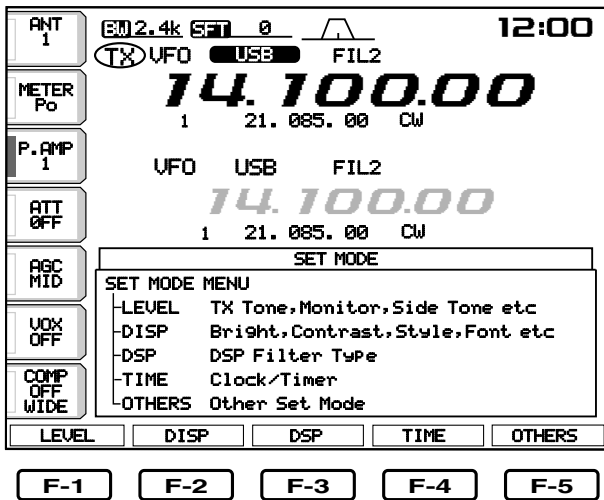 ANT
1
BW 2.4k SFT 0
12:00
TX VFO USB FIL2
METER
Po
14.100.00
1 21.085.00 CW
P.AMP
1
VFO USB FIL2
ATT
OFF
14.100.00
1 21.085.00 CW
AGC
MID
SET MODE
SET MODE MENU
LEVEL TX Tone,Monitor,Side Tone etc
VOX
OFF
DISP Bright,Contrast,Style,Font etc
DSP DSP Filter Type
COMP
OFF
WIDE
TIME Clock/Timer
OTHERS Other Set Mode
LEVEL DISP DSP TIME OTHERS
F-1 F-2 F-3 F-4 F-5